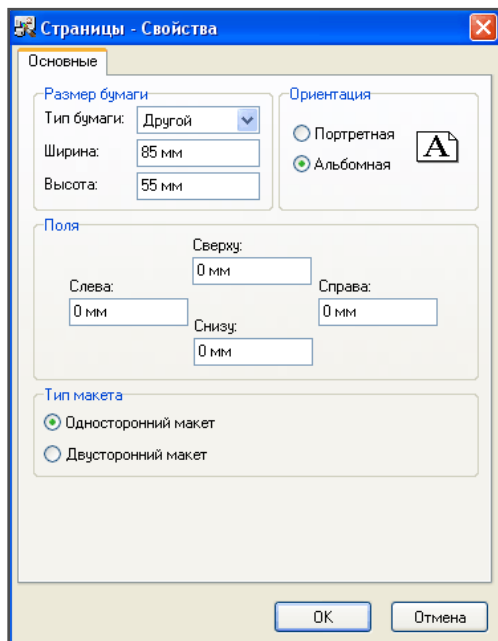 Страницы - Свойства
Основные
Размер бумаги
Тип бумаги: Другой
Ширина: 85 мм
Высота: 55 мм
Ориентация
Портретная
Альбомная
A
Поля
Сверху:
0 мм
Слева:
0 мм
Справа:
0 мм
Снизу:
0 мм
Тип макета
Односторонний макет
Двусторонний макет
OK
Отмена